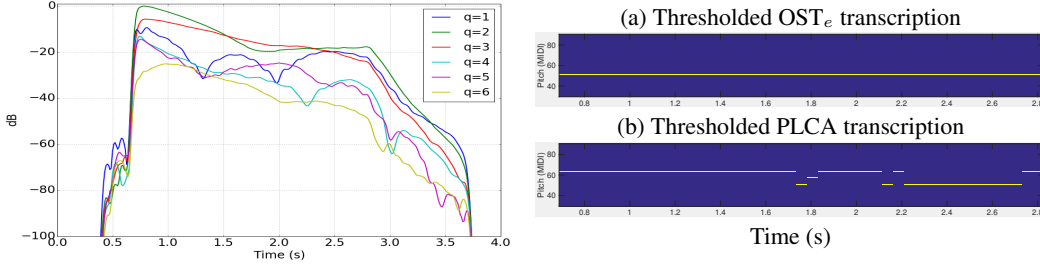 0
−20
−40
−60
−80
−100
dB
0.0 0.5 1.0 1.5 2.0 2.5 3.0 3.5 4.0
Time (s)
q=1
q=2
q=3
q=4
q=5
q=6
(a) Thresholded OSTe transcription
Pitch (MIDI)
80
60
40
0.8 1 1.2 1.4 1.6 1.8 2 2.2 2.4 2.6 2.8
(b) Thresholded PLCA transcription
Pitch (MIDI)
80
60
40
0.8 1 1.2 1.4 1.6 1.8 2 2.2 2.4 2.6 2.8
Time (s)